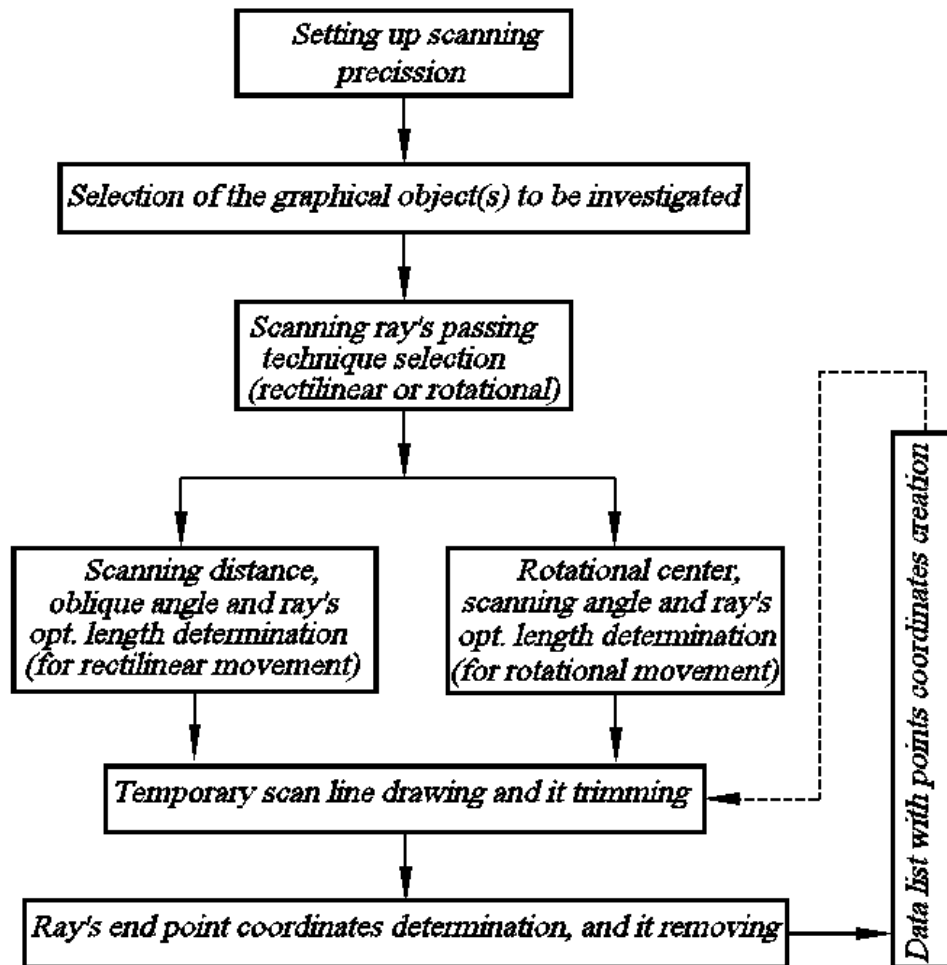 Setting up scanning
precission
Selection of the graphical object(s) to be investigated
Scanning ray's passing
technique selection
(rectilinear or rotational)
Scanning distance,
oblique angle and ray's
opt. length determination
(for rectilinear movement)
Rotational center,
scanning angle and ray's
opt. length determination
(for rotational movement)
Temporary scan line drawing and it trimming
Ray's end point coordinates determination, and it removing
Data list with points coordinates creation